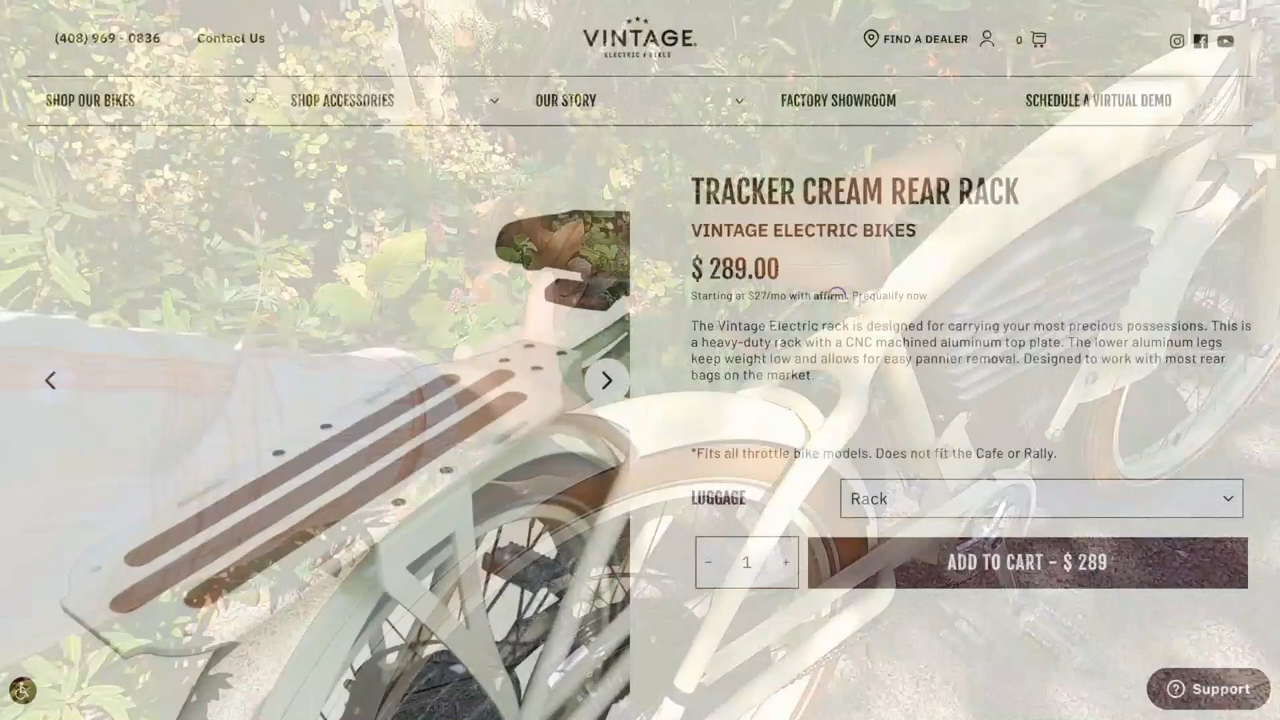 (408) 969 - 0836
Contact Us
VINTAGE.
ELECTRIC BIKES
FIND A DEALER
0
SHOP OUR BIKES
SHOP ACCESSORIES
OUR STORY
FACTORY SHOWROOM
SCHEDULE A VIRTUAL DEMO
TRACKER CREAM REAR RACK
VINTAGE ELECTRIC BIKES
$ 289.00
Starting at $27/mo with affirm. Prequalify now
The Vintage Electric rack is designed for carrying your most precious possessions. This is
a heavy-duty rack with a CNC machined aluminum top plate. The lower aluminum legs
keep weight low and allows for easy pannier removal. Designed to work with most rear
bags on the market.
*Fits all throttle bike models. Does not fit the Cafe or Rally.
LUGGAGE
Rack
− 1 +
ADD TO CART - $ 289
Support